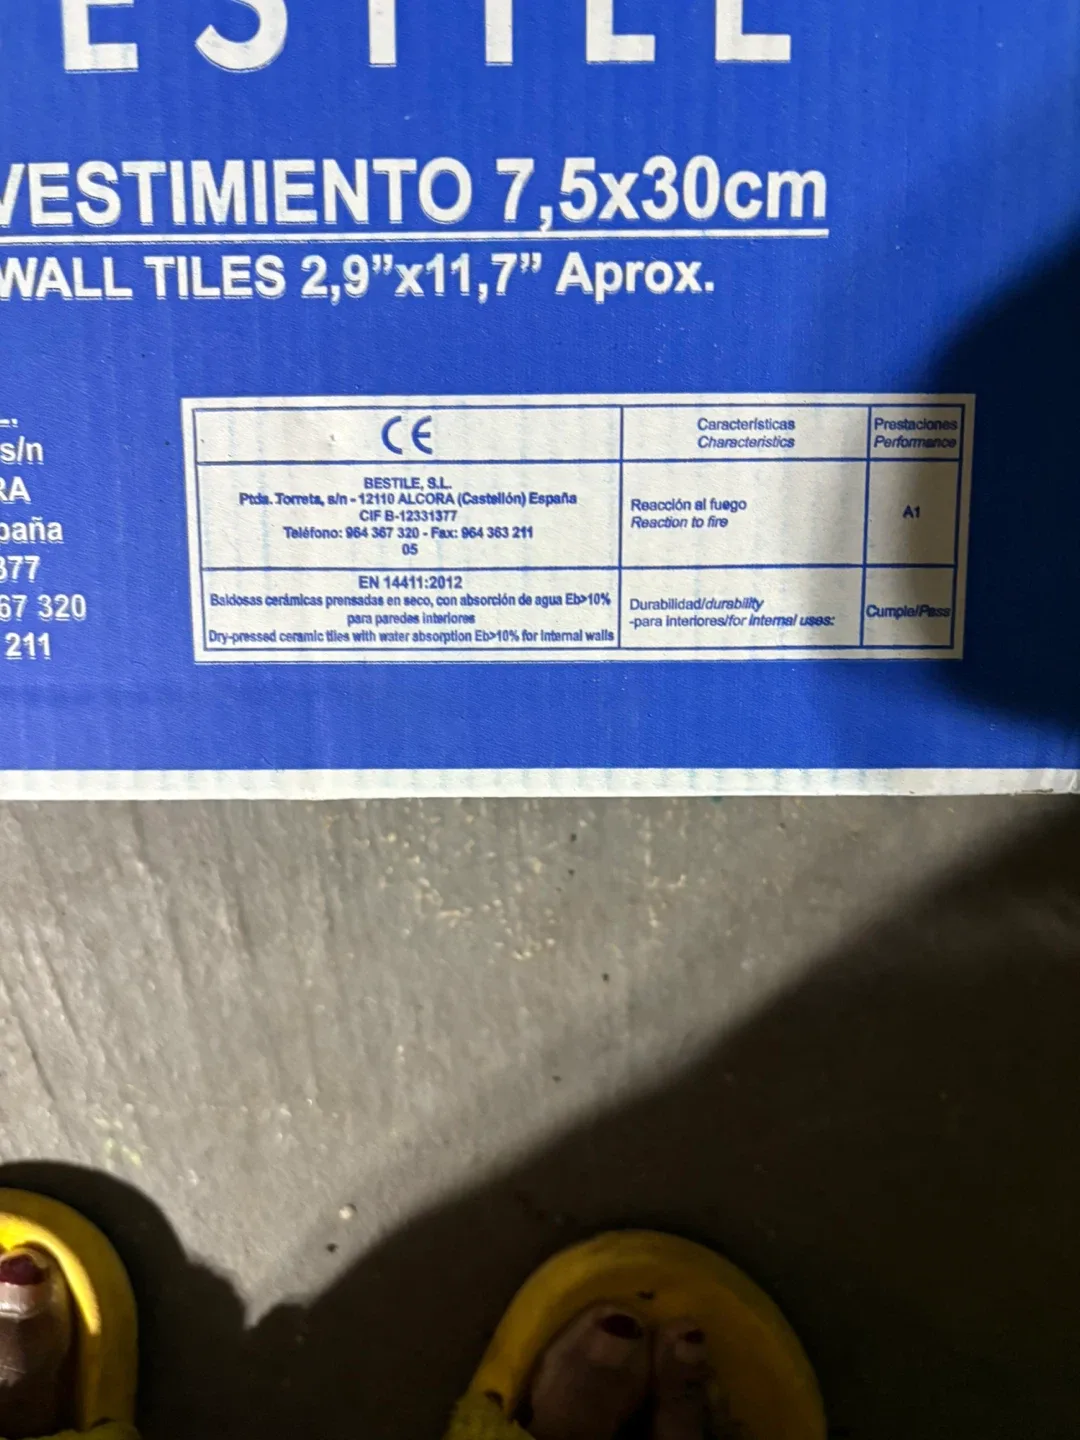 ESTILE
VESTIMIENTO 7,5x30cm
WALL TILES 2,9”x11,7” Aprox.
s/n
RA
paña
377
67 320
211
CE
Características
Characteristics
Prestaciones
Performance
BESTILE, S.L.
Ptda. Torreta, s/n - 12110 ALCORA (Castellón) España
CIF B-12331377
Teléfono: 964 367 320 - Fax: 964 363 211
05
Reacción al fuego
Reaction to fire
A1
EN 14411:2012
Baldosas cerámicas prensadas en seco, con absorción de agua Eb>10%
para paredes interiores
Dry-pressed ceramic tiles with water absorption Eb>10% for internal walls
Durabilidad/durability
-para interiores/for internal uses:
Cumple/Pass